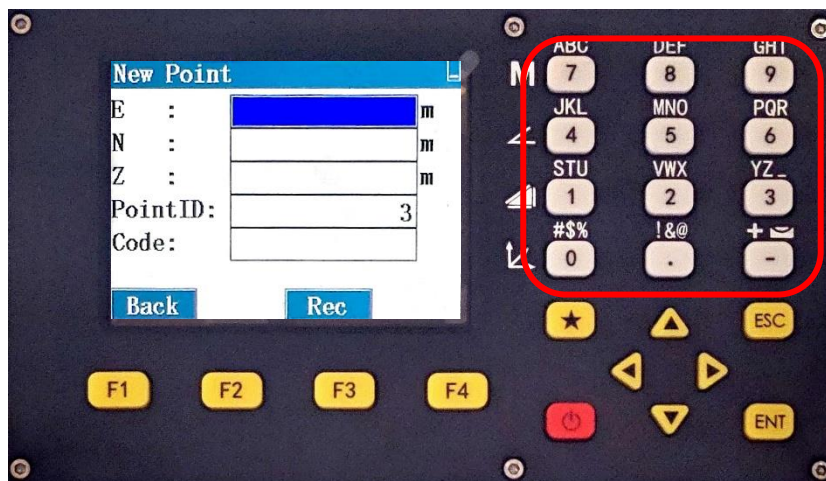 New Point
E : m
N : m
Z : m
PointID: 3
Code:
Back Rec
F1 F2 F3 F4
M
ABC DEF GHI
7 8 9
JKL MNO PQR
4 5 6
STU VWX YZ_
1 2 3
#$% !&@ +
0 . -
ESC
ENT